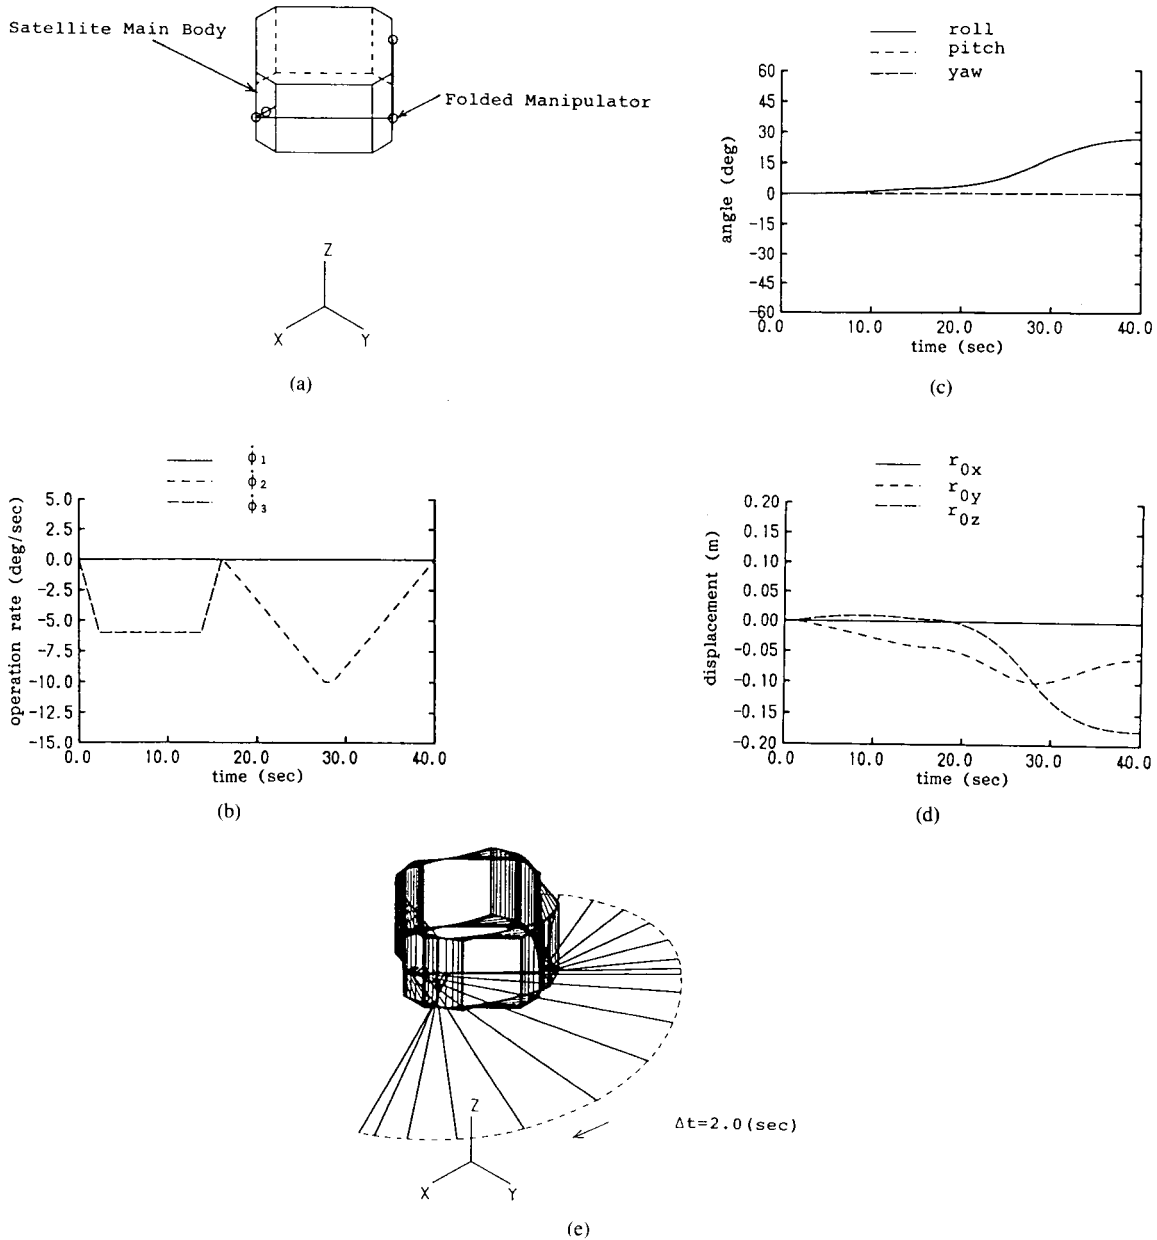 Satellite Main Body
Folded Manipulator
Z
X
Y
(a)
roll
pitch
yaw
60
45
30
15
0
-15
-30
-45
-60
angle (deg)
0.0 10.0 20.0 30.0 40.0
time (sec)
(c)
ϕ̇₁
ϕ̇₂
ϕ̇₃
5.0
2.5
0.0
-2.5
-5.0
-7.5
-10.0
-12.5
-15.0
operation rate (deg/sec)
0.0 10.0 20.0 30.0 40.0
time (sec)
(b)
r0x
r0y
r0z
0.20
0.15
0.10
0.05
0.00
-0.05
-0.10
-0.15
-0.20
displacement (m)
0.0 10.0 20.0 30.0 40.0
time (sec)
(d)
Z
X
Y
Δt=2.0(sec)
(e)